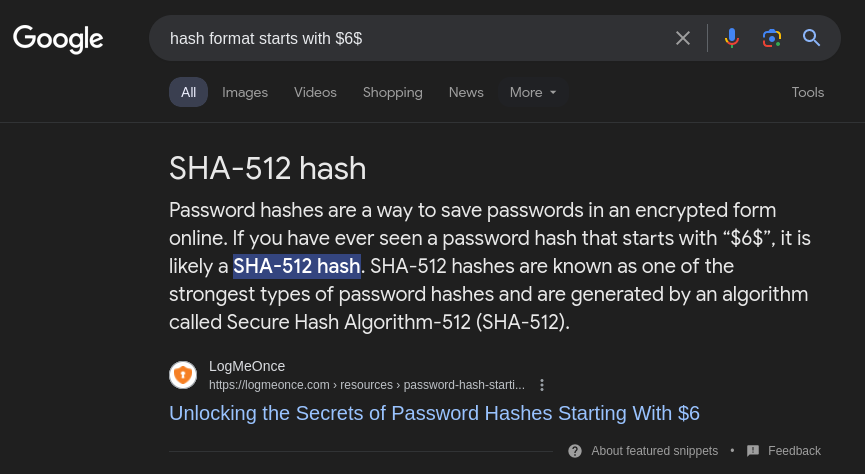 Google
hash format starts with $6$
All Images Videos Shopping News More Tools
SHA-512 hash
Password hashes are a way to save passwords in an encrypted form
online. If you have ever seen a password hash that starts with “$6$”, it is
likely a SHA-512 hash. SHA-512 hashes are known as one of the
strongest types of password hashes and are generated by an algorithm
called Secure Hash Algorithm-512 (SHA-512).
LogMeOnce
https://logmeonce.com › resources › password-hash-starti...
Unlocking the Secrets of Password Hashes Starting With $6
About featured snippets • Feedback